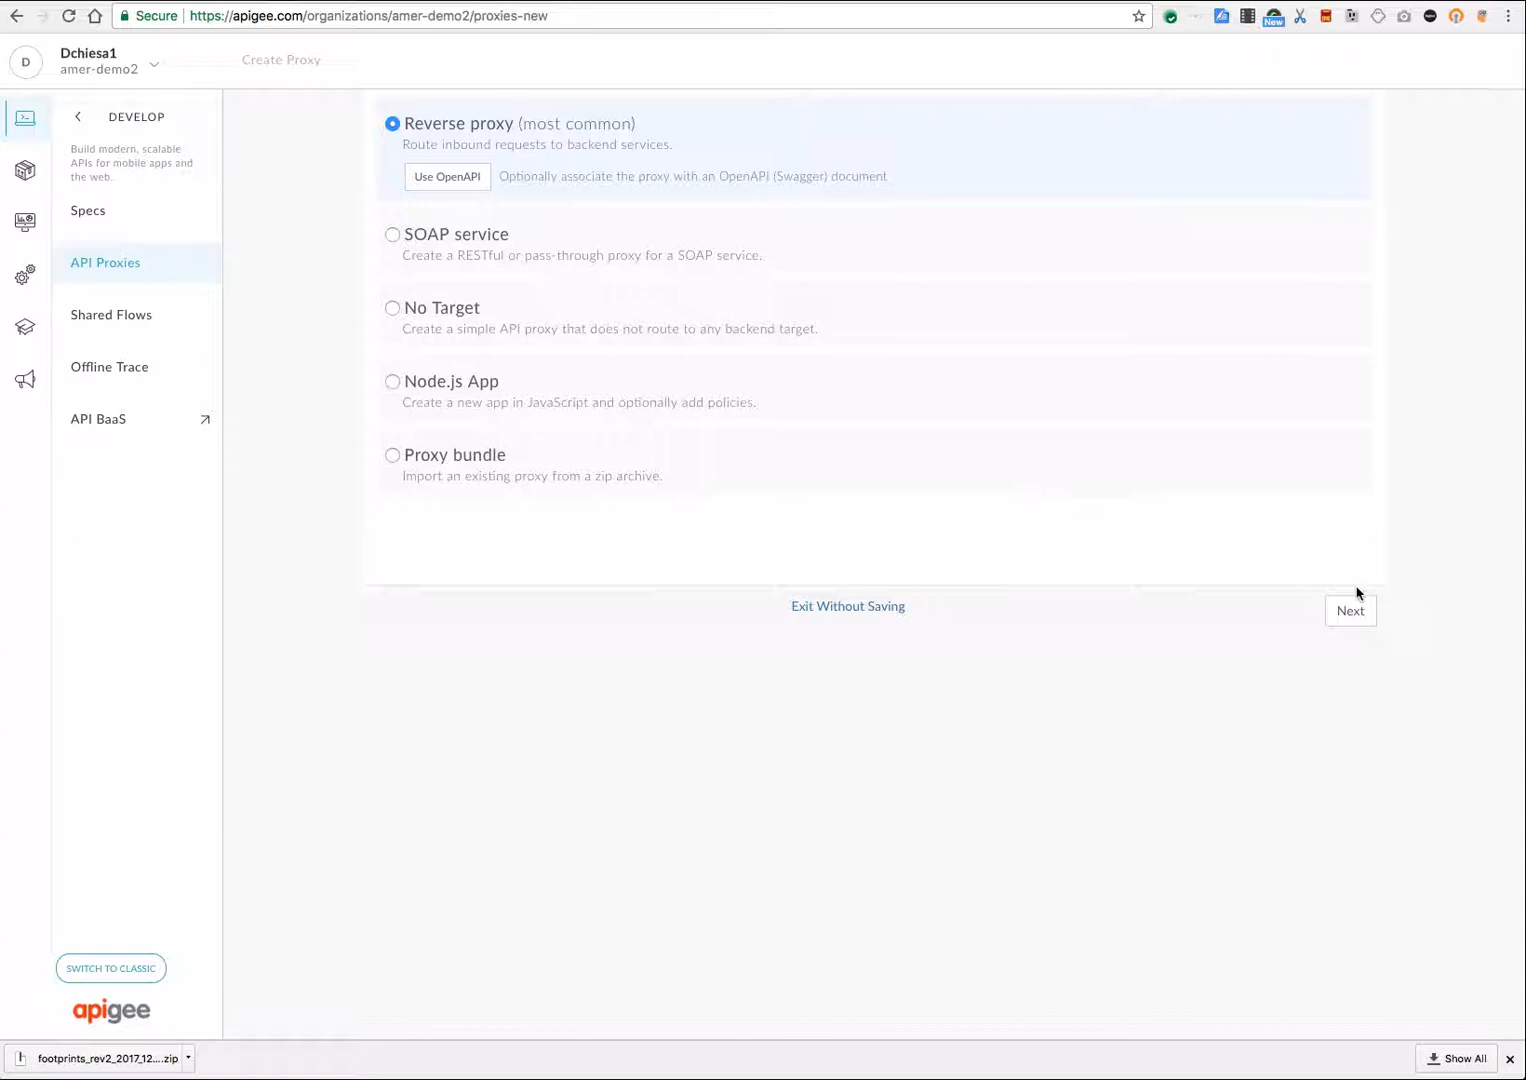 Secure
https://apigee.com/organizations/amer-demo2/proxies-new
New
D
Dchiesa1
amer-demo2
Create Proxy
DEVELOP
Build modern, scalable
APIs for mobile apps and
the web.
Specs
API Proxies
Shared Flows
Offline Trace
API BaaS
Reverse proxy (most common)
Route inbound requests to backend services.
Use OpenAPI
Optionally associate the proxy with an OpenAPI (Swagger) document
SOAP service
Create a RESTful or pass-through proxy for a SOAP service.
No Target
Create a simple API proxy that does not route to any backend target.
Node.js App
Create a new app in JavaScript and optionally add policies.
Proxy bundle
Import an existing proxy from a zip archive.
Exit Without Saving
Next
SWITCH TO CLASSIC
apigee
footprints_rev2_2017_12....zip
Show All